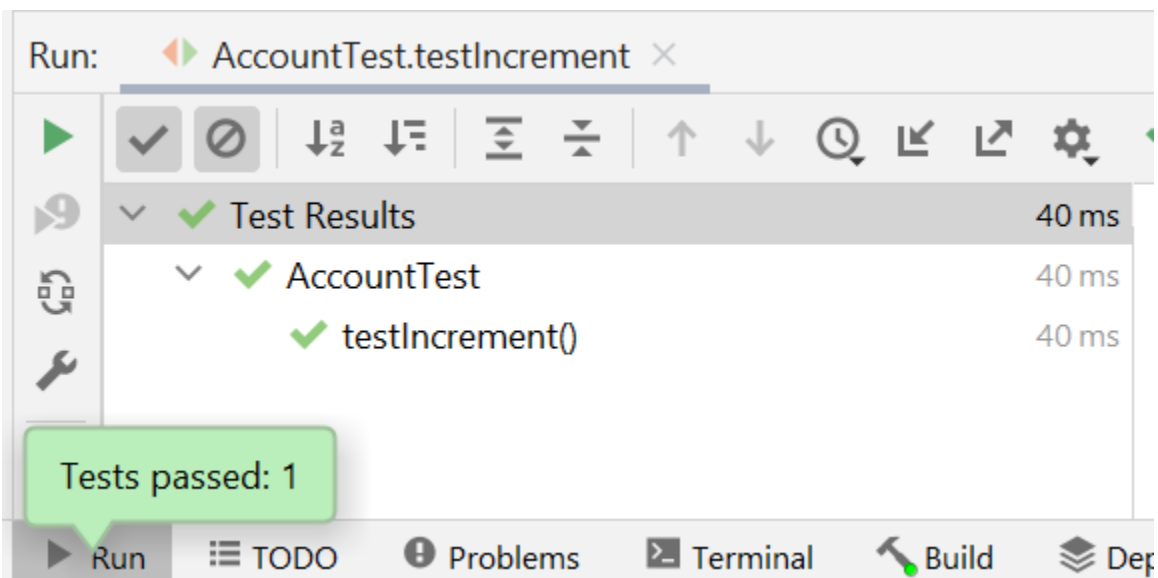 Run: AccountTest.testIncrement
Test Results 40 ms
AccountTest 40 ms
testIncrement() 40 ms
Tests passed: 1
Run TODO Problems Terminal Build Dep